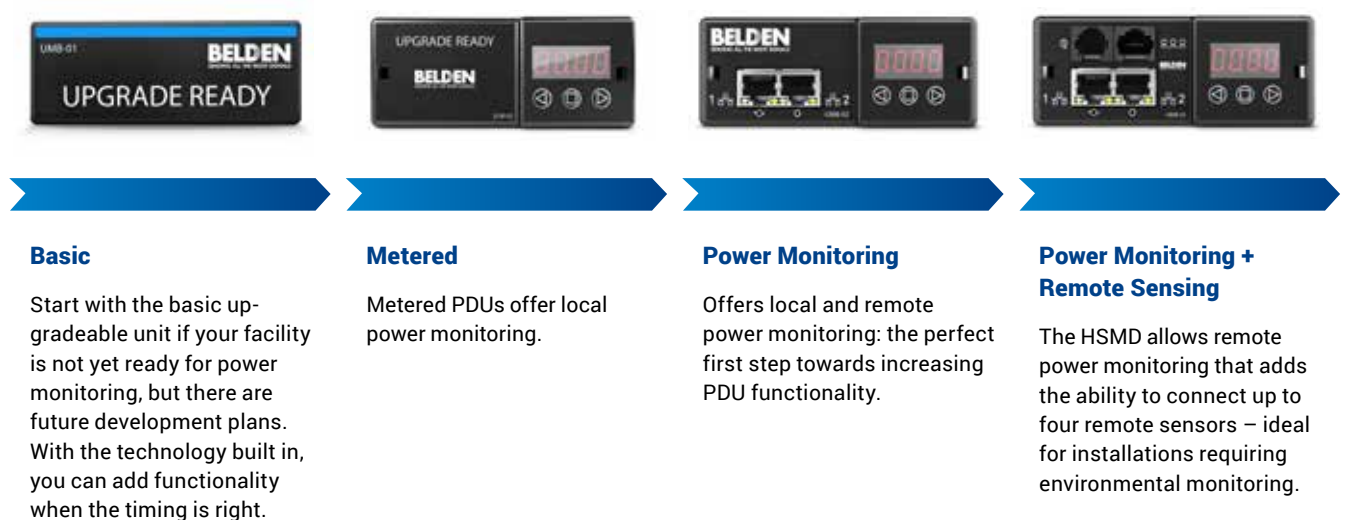 UMB-01
BELDEN
UPGRADE READY
UPGRADE READY
BELDEN
BELDEN
1
2
BELDEN
1
2
Basic
Start with the basic up-
gradeable unit if your facility
is not yet ready for power
monitoring, but there are
future development plans.
With the technology built in,
you can add functionality
when the timing is right.
Metered
Metered PDUs offer local
power monitoring.
Power Monitoring
Offers local and remote
power monitoring: the perfect
first step towards increasing
PDU functionality.
Power Monitoring +
Remote Sensing
The HSMD allows remote
power monitoring that adds
the ability to connect up to
four remote sensors – ideal
for installations requiring
environmental monitoring.